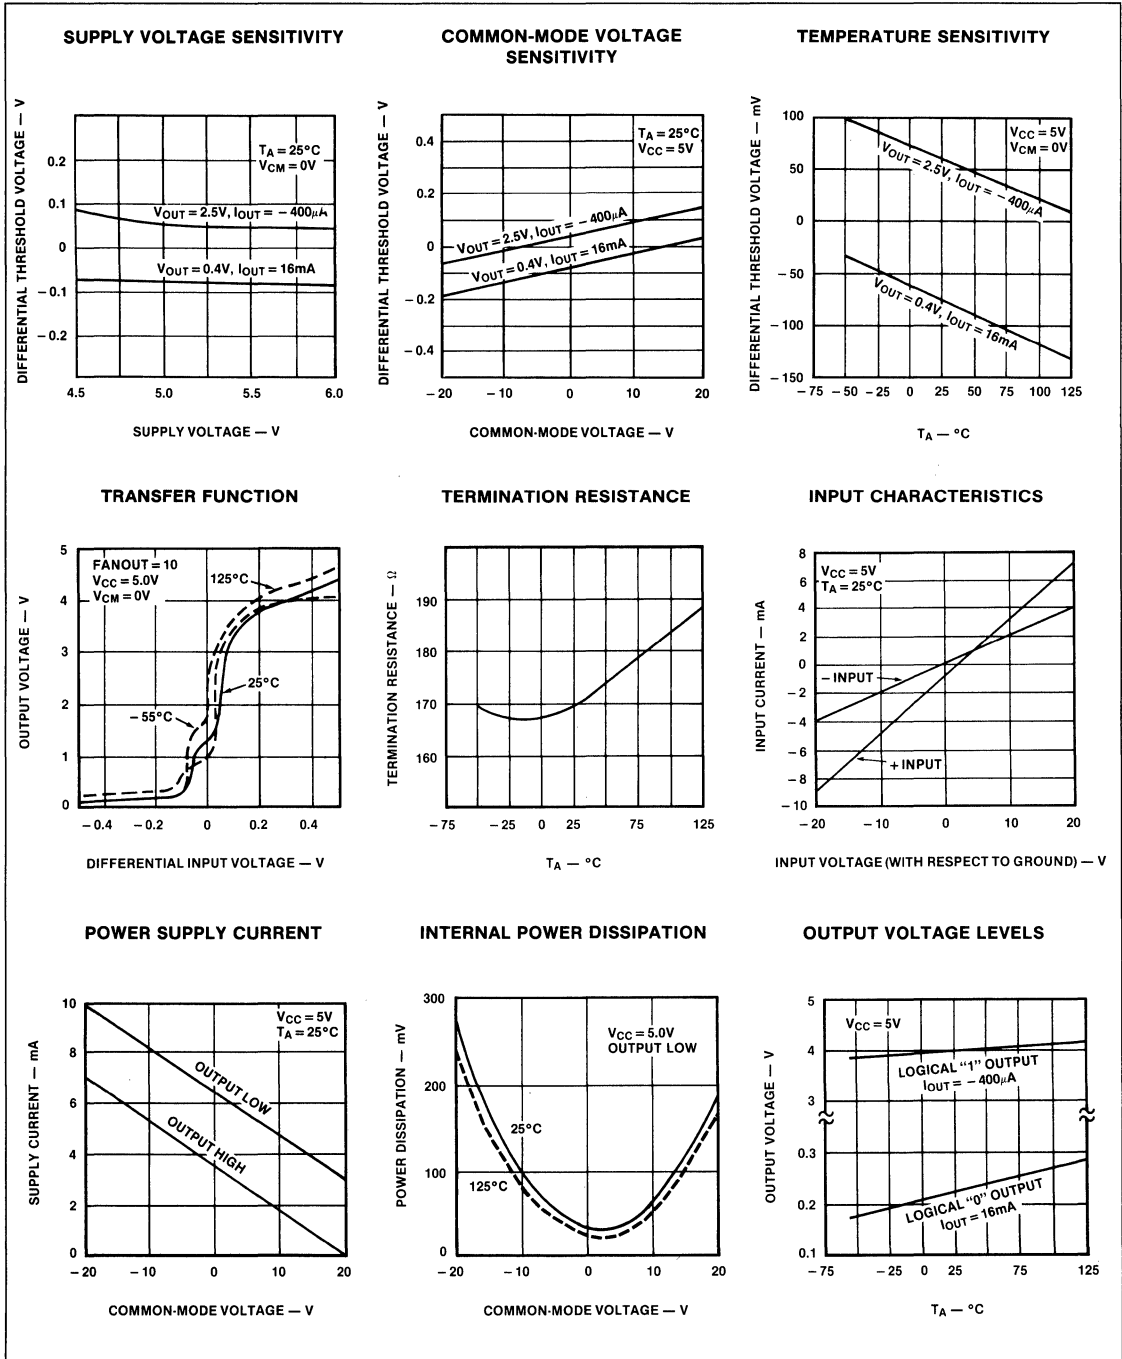 SUPPLY VOLTAGE SENSITIVITY
DIFFERENTIAL THRESHOLD VOLTAGE — V
0.2
0.1
0
– 0.1
– 0.2
TA = 25°C
VCM = 0V
VOUT = 2.5V, IOUT = – 400µA
VOUT = 0.4V, IOUT = 16mA
4.5 5.0 5.5 6.0
SUPPLY VOLTAGE — V
COMMON-MODE VOLTAGE
SENSITIVITY
DIFFERENTIAL THRESHOLD VOLTAGE — V
0.4
0.2
0
– 0.2
– 0.4
TA = 25°C
VCC = 5V
VOUT = 2.5V, IOUT = – 400µA
VOUT = 0.4V, IOUT = 16mA
– 20 – 10 0 10 20
COMMON-MODE VOLTAGE — V
TEMPERATURE SENSITIVITY
DIFFERENTIAL THRESHOLD VOLTAGE — mV
100
50
0
– 50
– 100
– 150
VCC = 5V
VCM = 0V
VOUT = 2.5V, IOUT = – 400µA
VOUT = 0.4V, IOUT = 16mA
– 75 – 50 – 25 0 25 50 75 100 125
TA — °C
TRANSFER FUNCTION
OUTPUT VOLTAGE — V
5
4
3
2
1
0
FANOUT = 10
VCC = 5.0V
VCM = 0V
125°C
25°C
–55°C
– 0.4 – 0.2 0 0.2 0.4
DIFFERENTIAL INPUT VOLTAGE — V
TERMINATION RESISTANCE
TERMINATION RESISTANCE — Ω
190
180
170
160
– 75 – 25 0 25 75 125
TA — °C
INPUT CHARACTERISTICS
INPUT CURRENT — mA
8
6
4
2
0
– 2
– 4
– 6
– 8
– 10
VCC = 5V
TA = 25°C
– INPUT
+ INPUT
– 20 – 10 0 10 20
INPUT VOLTAGE (WITH RESPECT TO GROUND) — V
POWER SUPPLY CURRENT
SUPPLY CURRENT — mA
10
8
6
4
2
0
VCC = 5V
TA = 25°C
OUTPUT LOW
OUTPUT HIGH
– 20 – 10 0 10 20
COMMON-MODE VOLTAGE — V
INTERNAL POWER DISSIPATION
POWER DISSIPATION — mV
300
200
100
0
VCC = 5.0V
OUTPUT LOW
25°C
125°C
– 20 – 10 0 10 20
COMMON-MODE VOLTAGE — V
OUTPUT VOLTAGE LEVELS
OUTPUT VOLTAGE — V
5
4
3
0.3
0.2
0.1
VCC = 5V
LOGICAL “1” OUTPUT
IOUT = – 400µA
LOGICAL “0” OUTPUT
IOUT = 16mA
– 75 – 25 0 25 75 125
TA — °C